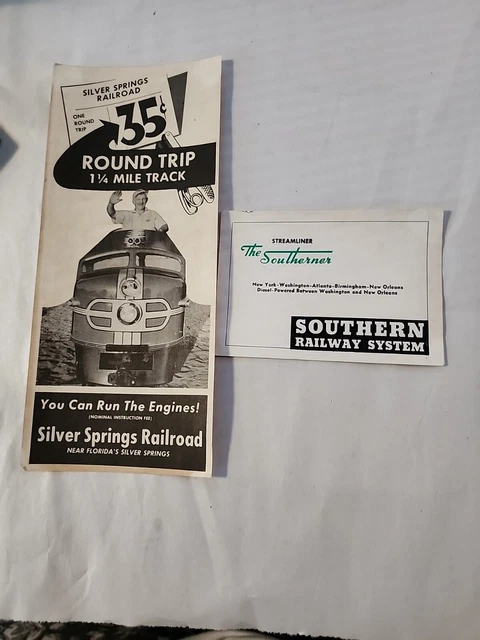 SILVER SPRINGS
RAILROAD
ONE
ROUND
TRIP
35¢
ROUND TRIP
1¼ MILE TRACK
You Can Run The Engines!
(NOMINAL INSTRUCTION FEE)
Silver Springs Railroad
NEAR FLORIDA'S SILVER SPRINGS
STREAMLINER
The Southerner
New York-Washington-Atlanta-Birmingham-New Orleans
Diesel-Powered Between Washington and New Orleans
SOUTHERN
RAILWAY SYSTEM